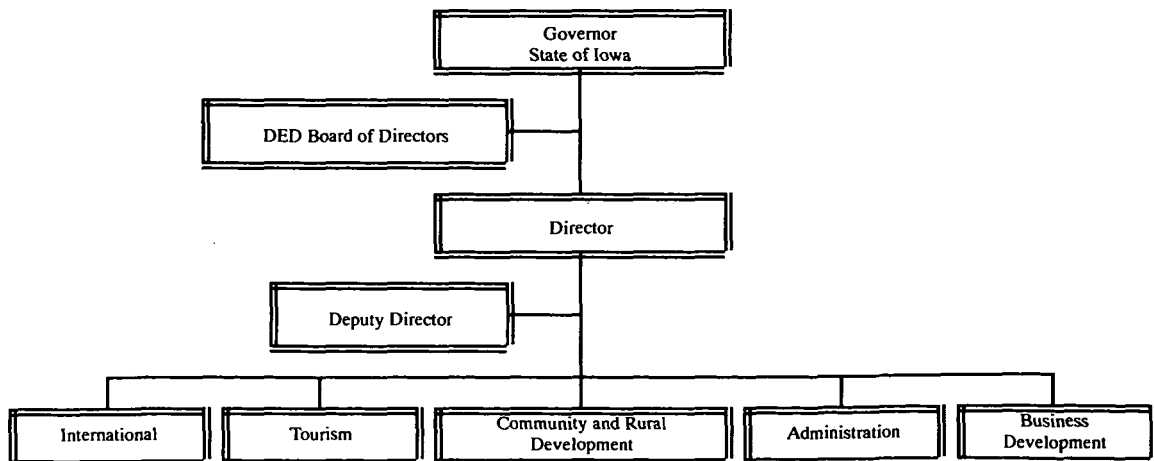 Governor
State of Iowa
DED Board of Directors
Director
Deputy Director
International
Tourism
Community and Rural
Development
Administration
Business
Development